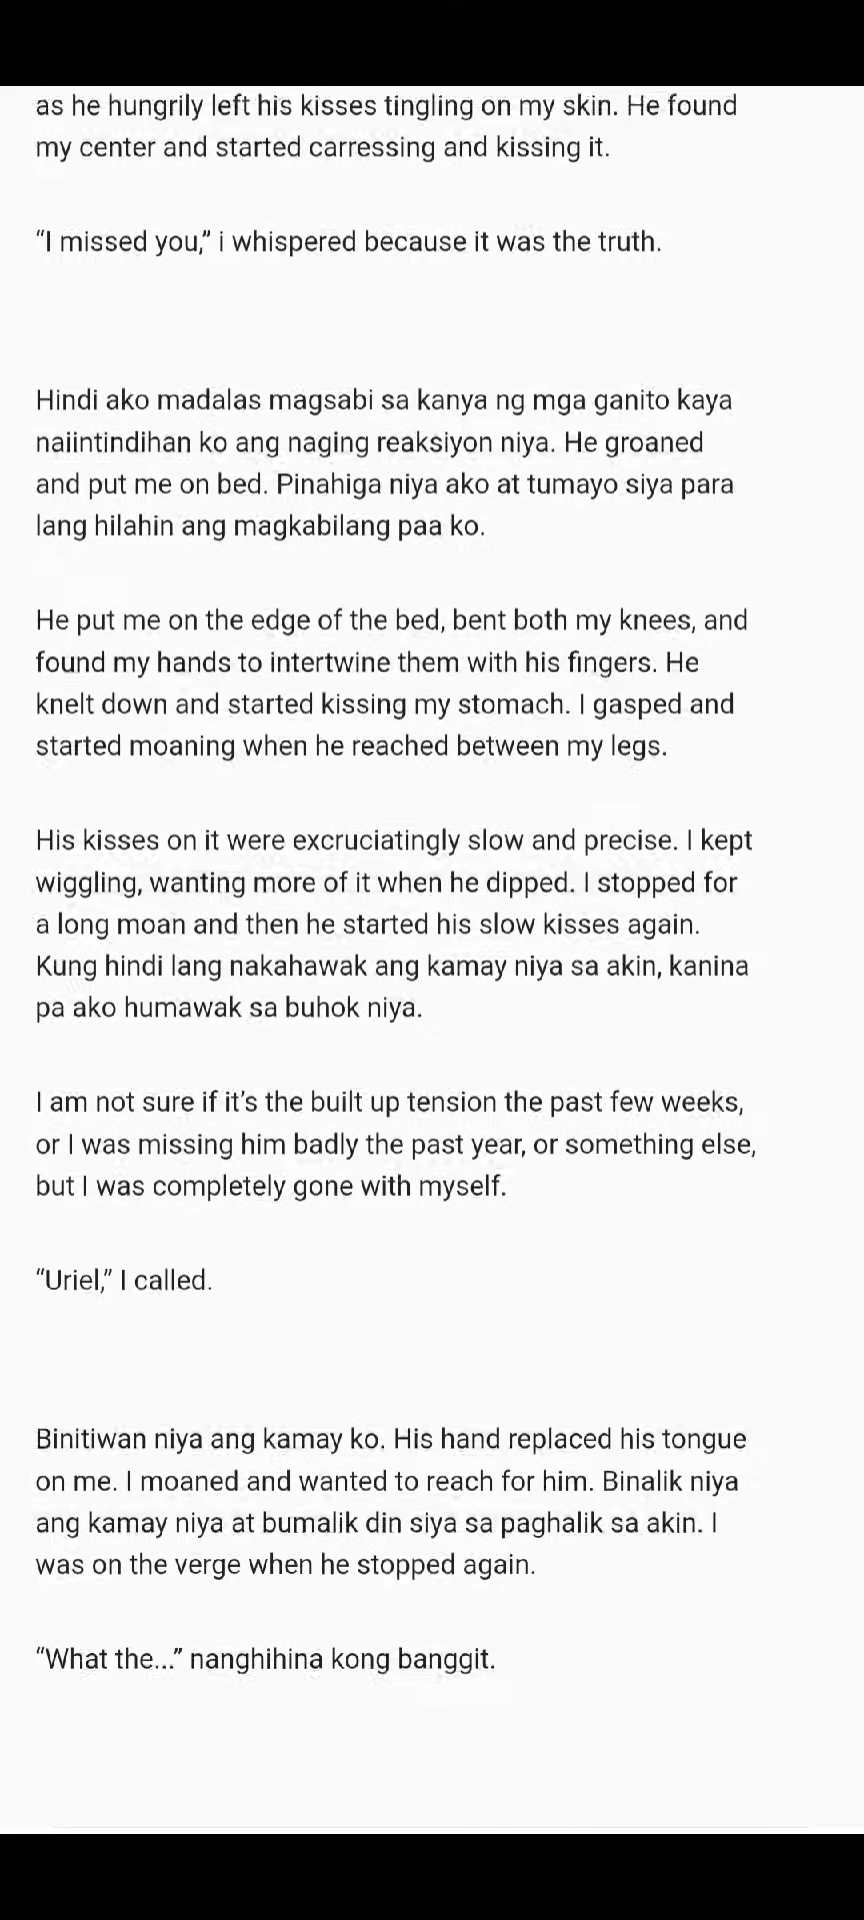 as he hungrily left his kisses tingling on my skin. He found
my center and started carressing and kissing it.
“I missed you,” i whispered because it was the truth.
Hindi ako madalas magsabi sa kanya ng mga ganito kaya
naiintindihan ko ang naging reaksiyon niya. He groaned
and put me on bed. Pinahiga niya ako at tumayo siya para
lang hilahin ang magkabilang paa ko.
He put me on the edge of the bed, bent both my knees, and
found my hands to intertwine them with his fingers. He
knelt down and started kissing my stomach. I gasped and
started moaning when he reached between my legs.
His kisses on it were excruciatingly slow and precise. I kept
wiggling, wanting more of it when he dipped. I stopped for
a long moan and then he started his slow kisses again.
Kung hindi lang nakahawak ang kamay niya sa akin, kanina
pa ako humawak sa buhok niya.
I am not sure if it’s the built up tension the past few weeks,
or I was missing him badly the past year, or something else,
but I was completely gone with myself.
“Uriel,” I called.
Binitiwan niya ang kamay ko. His hand replaced his tongue
on me. I moaned and wanted to reach for him. Binalik niya
ang kamay niya at bumalik din siya sa paghalik sa akin. I
was on the verge when he stopped again.
“What the...” nanghihina kong banggit.